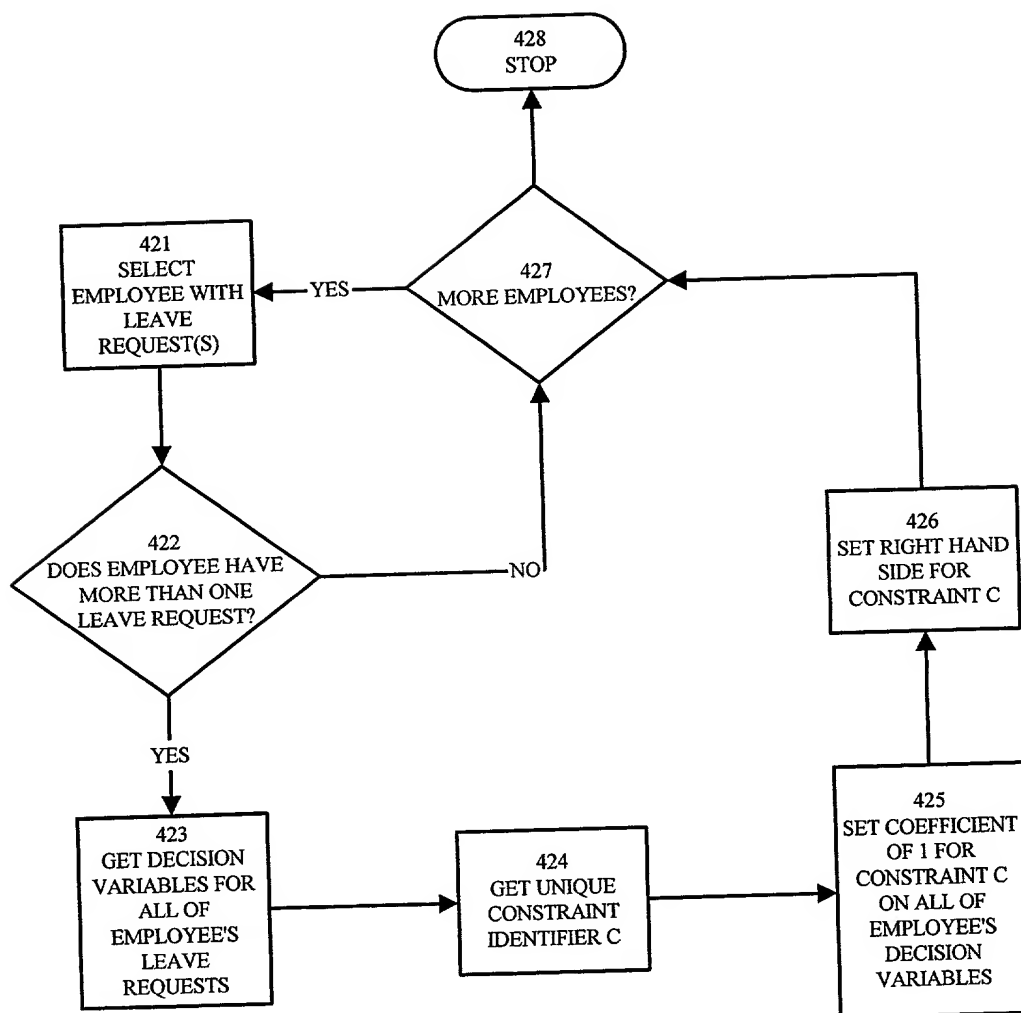 428
STOP
421
SELECT
EMPLOYEE WITH
LEAVE
REQUEST(S)
YES
427
MORE EMPLOYEES?
422
DOES EMPLOYEE HAVE
MORE THAN ONE
LEAVE REQUEST?
NO
426
SET RIGHT HAND
SIDE FOR
CONSTRAINT C
YES
423
GET DECISION
VARIABLES FOR
ALL OF
EMPLOYEE'S
LEAVE
REQUESTS
424
GET UNIQUE
CONSTRAINT
IDENTIFIER C
425
SET COEFFICIENT
OF 1 FOR
CONSTRAINT C
ON ALL OF
EMPLOYEE'S
DECISION
VARIABLES